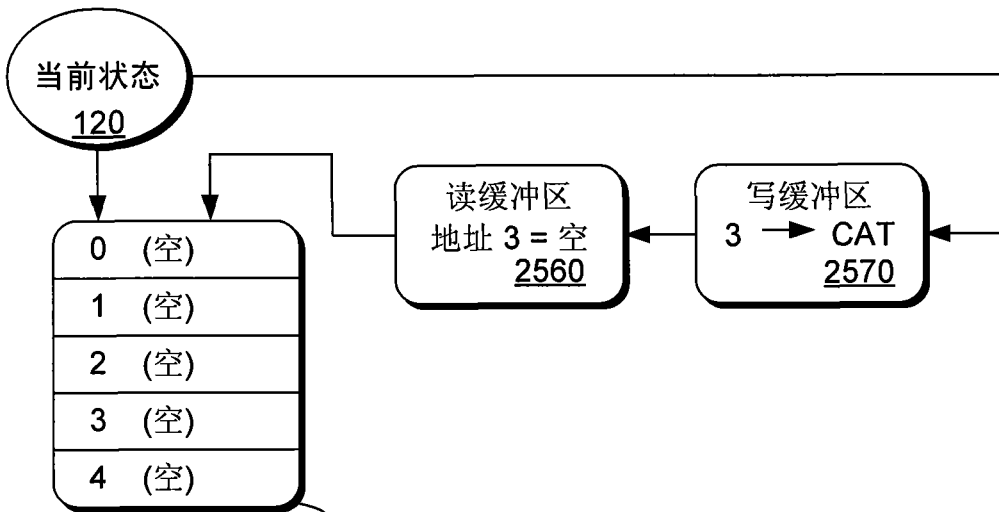 当前状态
120
读缓冲区
地址 3 = 空
2560
写缓冲区
3 → CAT
2570
0 (空)
1 (空)
2 (空)
3 (空)
4 (空)